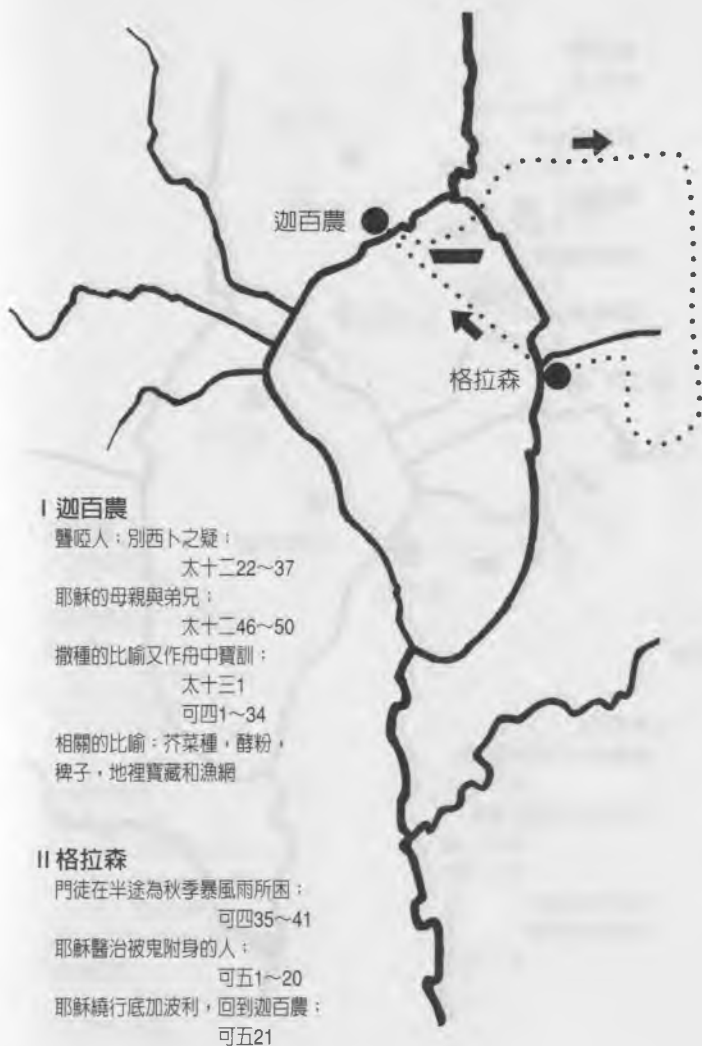 迦百農
格拉森
I 迦百農
聾啞人；別西卜之疑：
太十二22～37
耶穌的母親與弟兄：
太十二46～50
撒種的比喻又作舟中寶訓：
太十三1
可四1～34
相關的比喻：芥菜種，酵粉，
稗子，地裡寶藏和漁網
II 格拉森
門徒在半途為秋季暴風雨所困：
可四35～41
耶穌醫治被鬼附身的人：
可五1～20
耶穌繞行底加波利，回到迦百農：
可五21